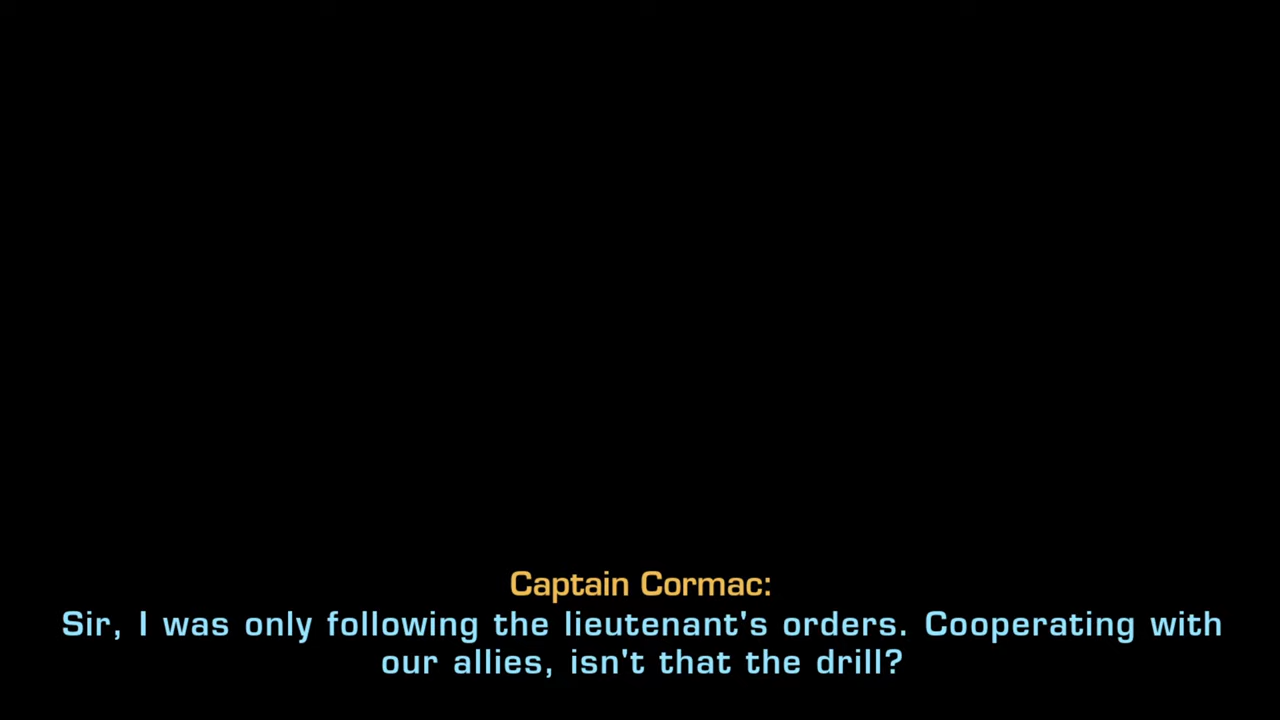 Captain Cormac:
Sir, I was only following the lieutenant's orders. Cooperating with
our allies, isn't that the drill?